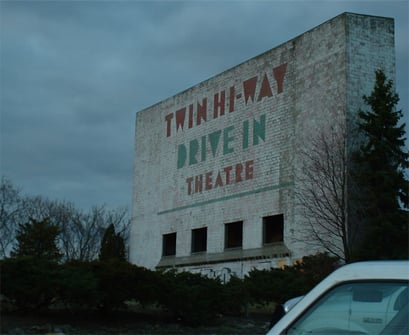 TWIN HI-WAY
DRIVE IN
THEATRE